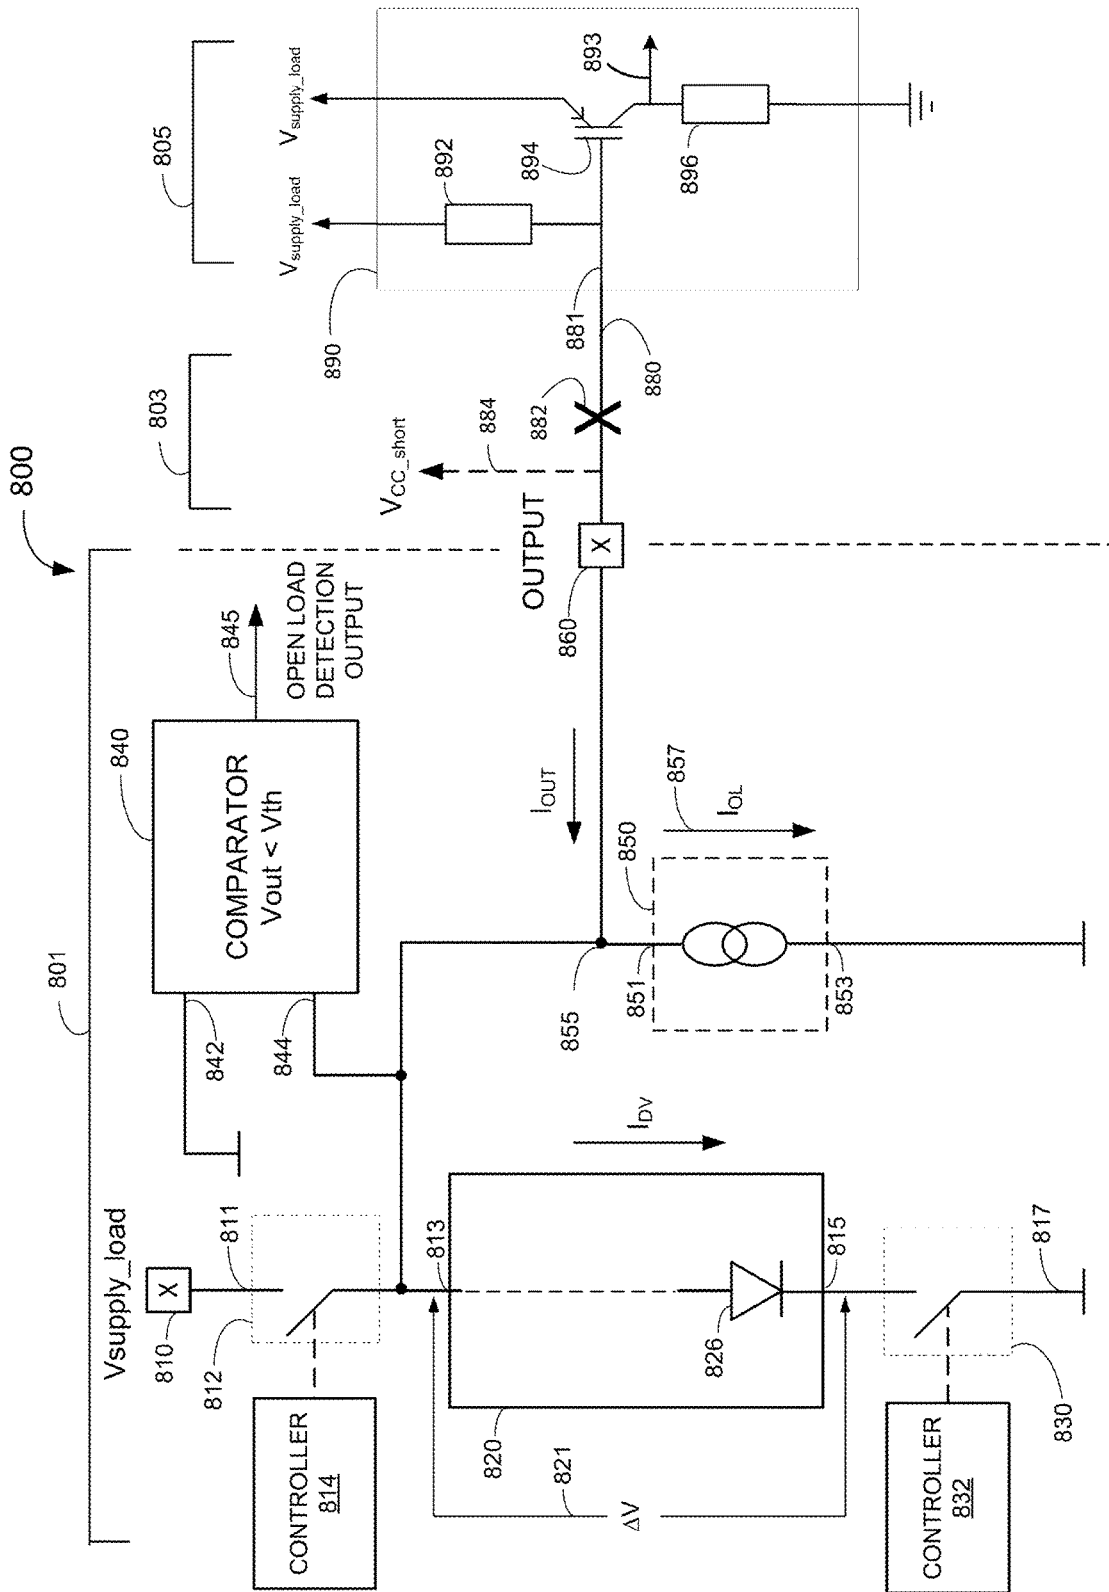 800
801
803
805
Vsupply_load
810
811
812
CONTROLLER
814
813
ΔV
821
820
826
I_DV
815
CONTROLLER
832
830
817
842
844
COMPARATOR
Vout < Vth
840
845
OPEN LOAD
DETECTION
OUTPUT
855
851
850
853
857
I_OL
I_OUT
OUTPUT
860
X
X
V_CC_short
884
882
880
881
890
V_supply_load
V_supply_load
892
894
893
896